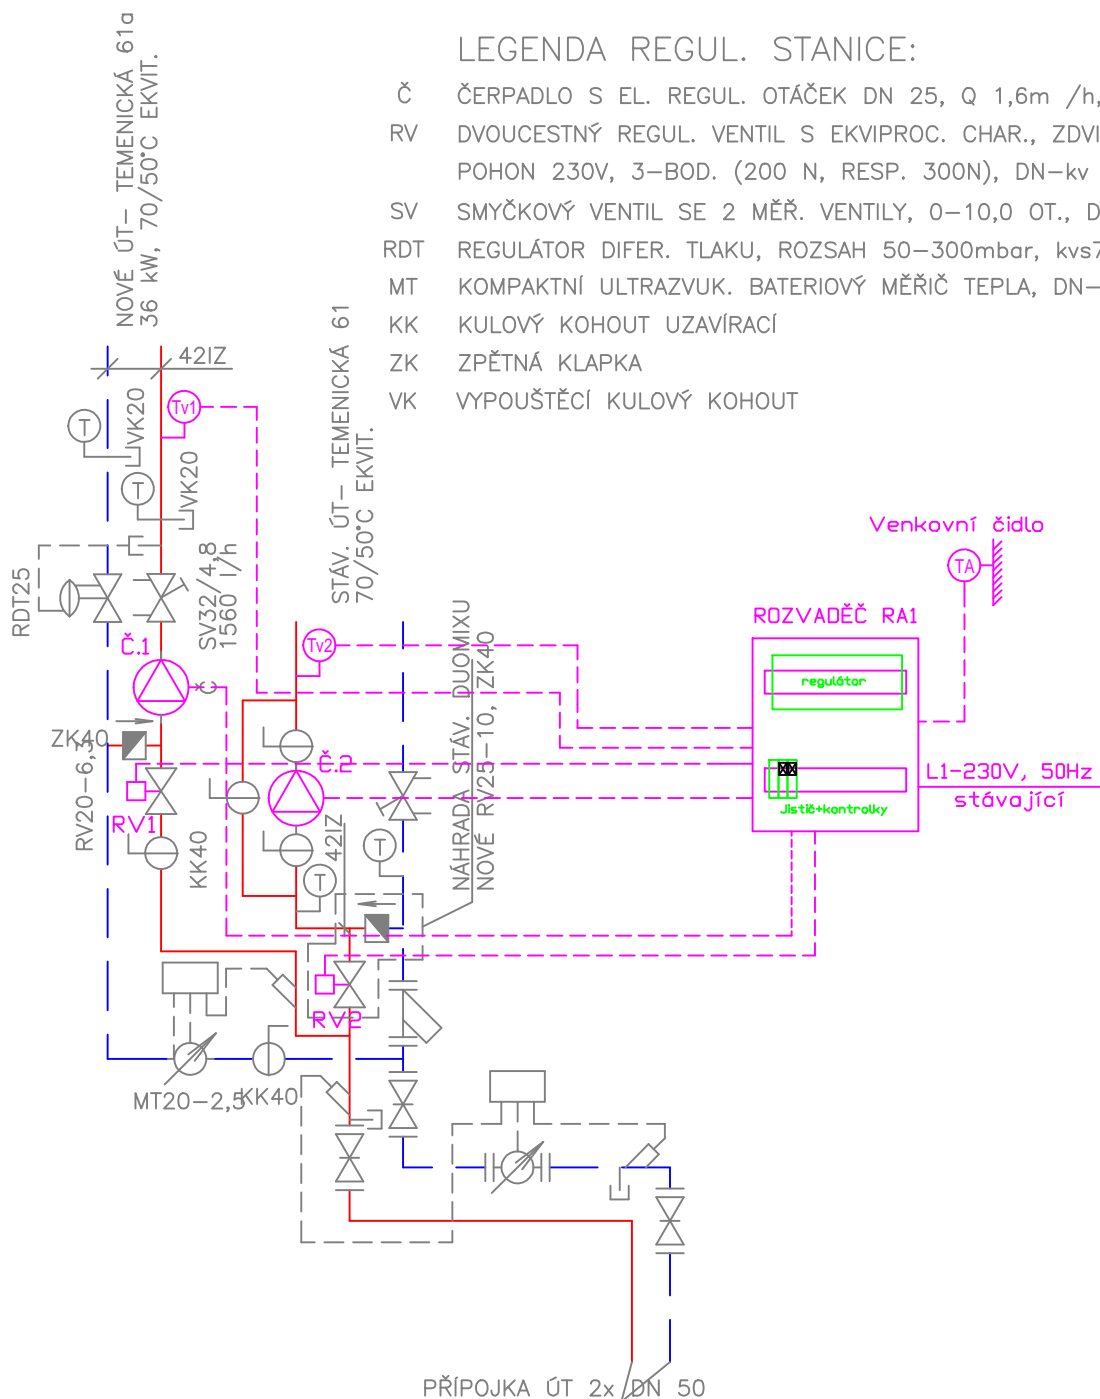 LEGENDA REGUL. STANICE:
Č ČERPADLO S EL. REGUL. OTÁČEK DN 25, Q 1,6m /h,
RV DVOUCESTNÝ REGUL. VENTIL S EKVIPROC. CHAR., ZDVI
POHON 230V, 3-BOD. (200 N, RESP. 300N), DN-kv
SV SMYČKOVÝ VENTIL SE 2 MĚŘ. VENTILY, 0-10,0 OT., D
RDT REGULÁTOR DIFER. TLAKU, ROZSAH 50-300mbar, kvs7
MT KOMPAKTNÍ ULTRAZVUK. BATERIOVÝ MĚŘIČ TEPLA, DN-
KK KULOVÝ KOHOUT UZAVÍRACÍ
ZK ZPĚTNÁ KLAPKA
VK VYPOUŠTĚCÍ KULOVÝ KOHOUT
NOVÉ ÚT- TEMENICKÁ 61a
36 kW, 70/50°C EKVIT.
42IZ
Tv1
T
VK20
T
VK20
STÁV. ÚT- TEMENICKÁ 61
70/50°C EKVIT.
RDT25
SV32/4,8
1560 l/h
Č.1
Č
Tv2
NÁHRADA STÁV. DUOMIXU
NOVÉ RV25-10, ZK40
Venkovní čidlo
TA
ROZVADĚČ RA1
regulátor
Jistič+kontrolky
L1-230V, 50Hz
stávající
ZK40
RV20-6,3
RV1
KK40
Č.2
42IZ
T
T
RV2
MT20-2,5
KK40
PŘÍPOJKA ÚT 2x DN 50